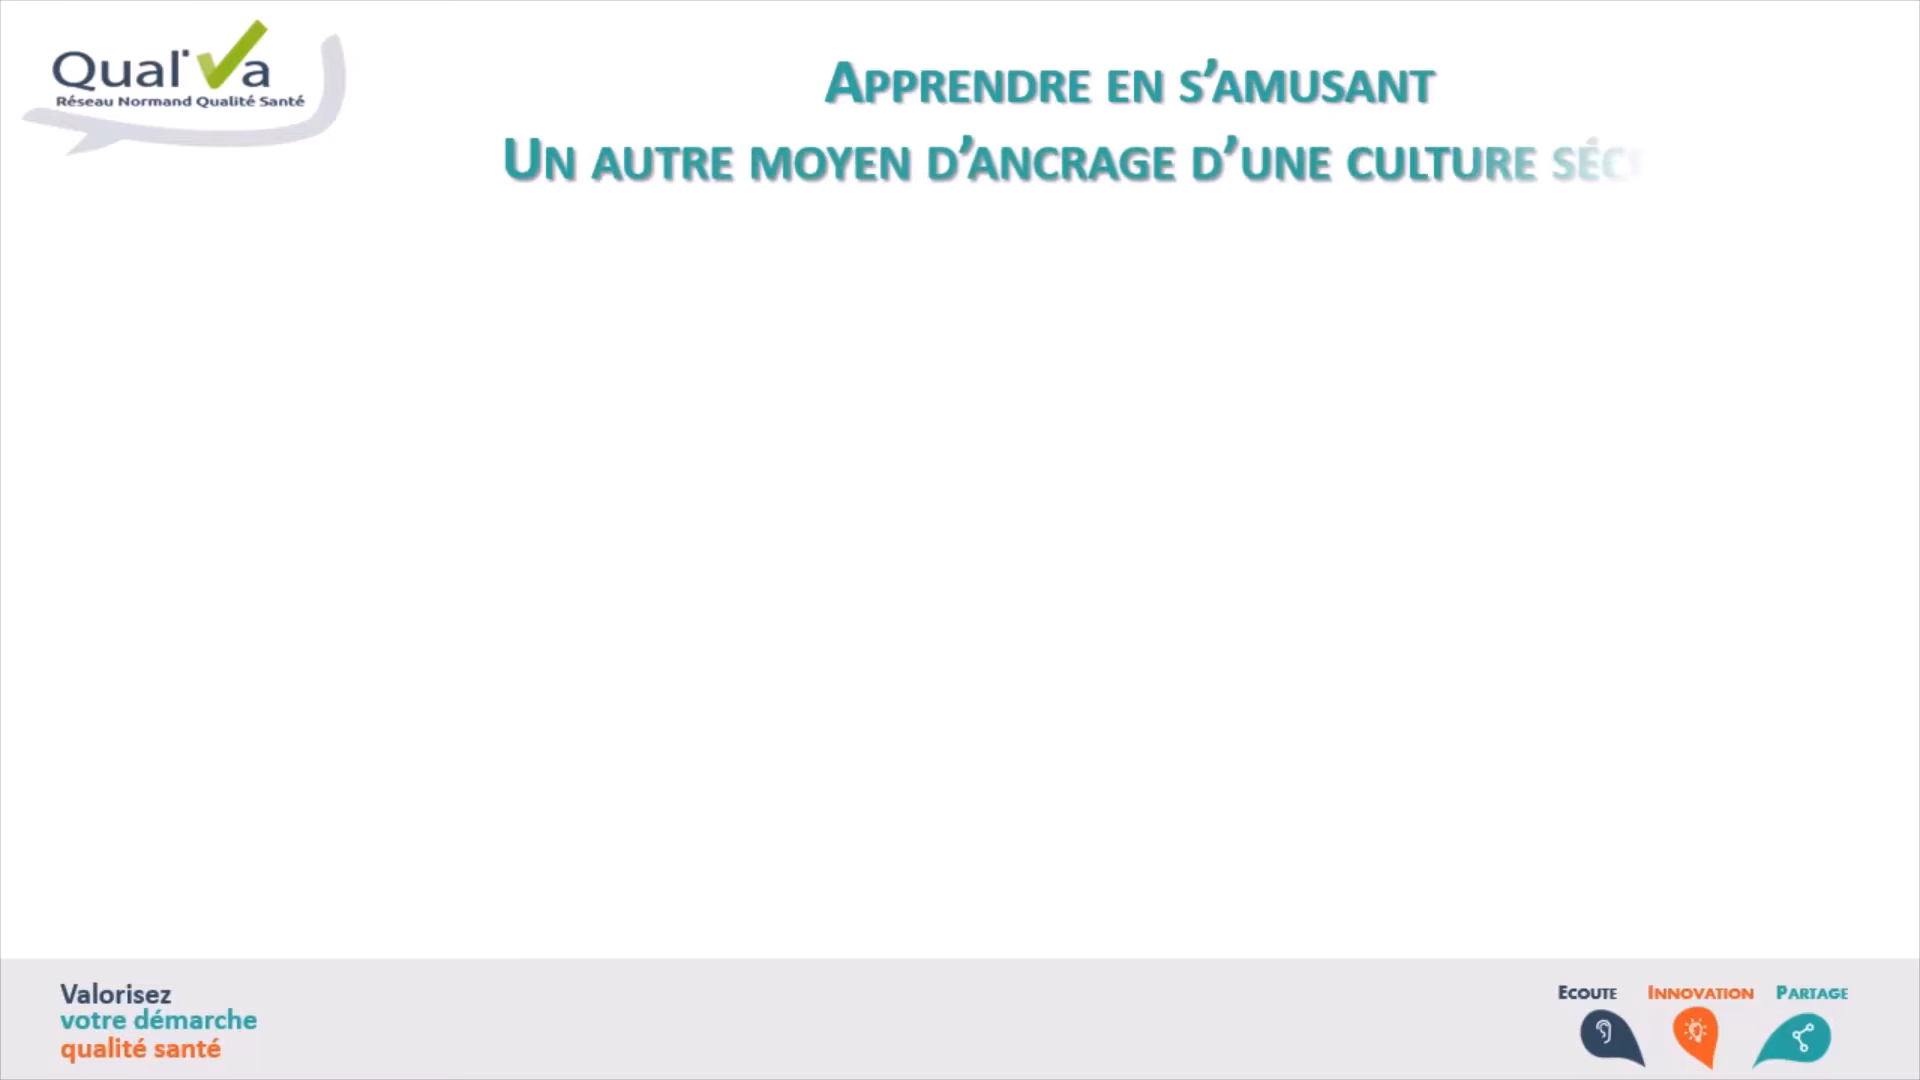 Qual'Va
Réseau Normand Qualité Santé
APPRENDRE EN S’AMUSANT
UN AUTRE MOYEN D’ANCRAGE D’UNE CULTURE
Valorisez
votre démarche
qualité santé
ECOUTE INNOVATION PARTAGE